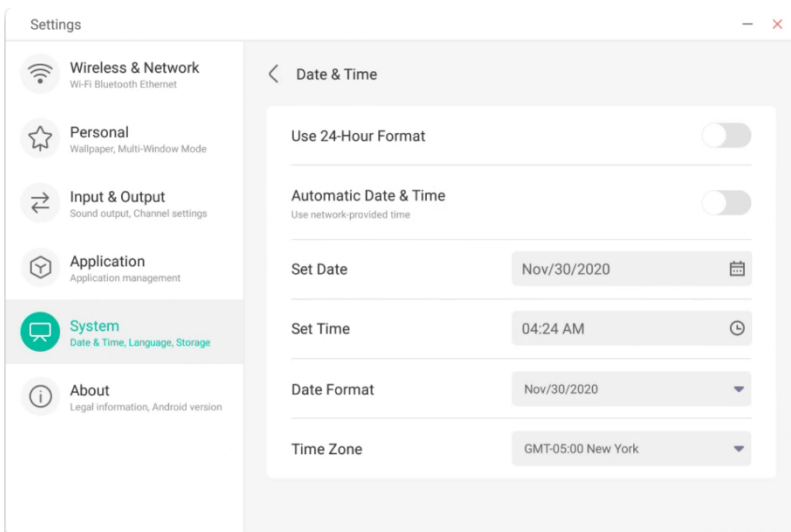 Settings
Wireless & Network
Wi-Fi Bluetooth Ethernet
Personal
Wallpaper, Multi-Window Mode
Input & Output
Sound output, Channel settings
Application
Application management
System
Date & Time, Language, Storage
About
Legal information, Android version
Date & Time
Use 24-Hour Format
Automatic Date & Time
Use network-provided time
Set Date Nov/30/2020
Set Time 04:24 AM
Date Format Nov/30/2020
Time Zone GMT-05:00 New York